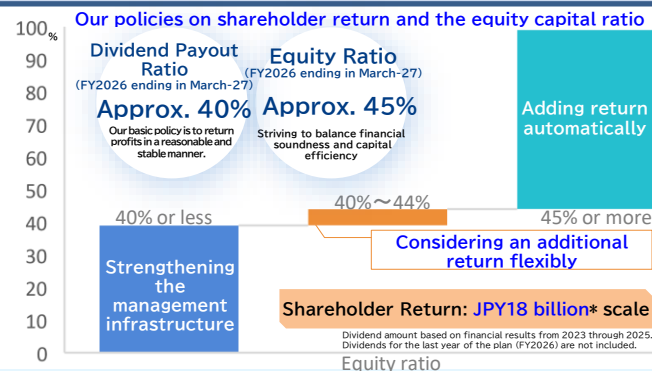 Our policies on shareholder return and the equity capital ratio
100
%
90
80
70
60
50
40
30
20
10
0
Dividend Payout
Ratio
(FY2026 ending in March-27)
Approx. 40%
Our basic policy is to return
profits in a reasonable and
stable manner.
Equity Ratio
(FY2026 ending in March-27)
Approx. 45%
Striving to balance financial
soundness and capital
efficiency
Adding return
automatically
40% or less
40%～44%
45% or more
Strengthening
the
management
infrastructure
Considering an additional
return flexibly
Shareholder Return: JPY18 billion* scale
Dividend amount based on financial results from 2023 through 2025.
Dividends for the last year of the plan (FY2026) are not included.
Equity ratio